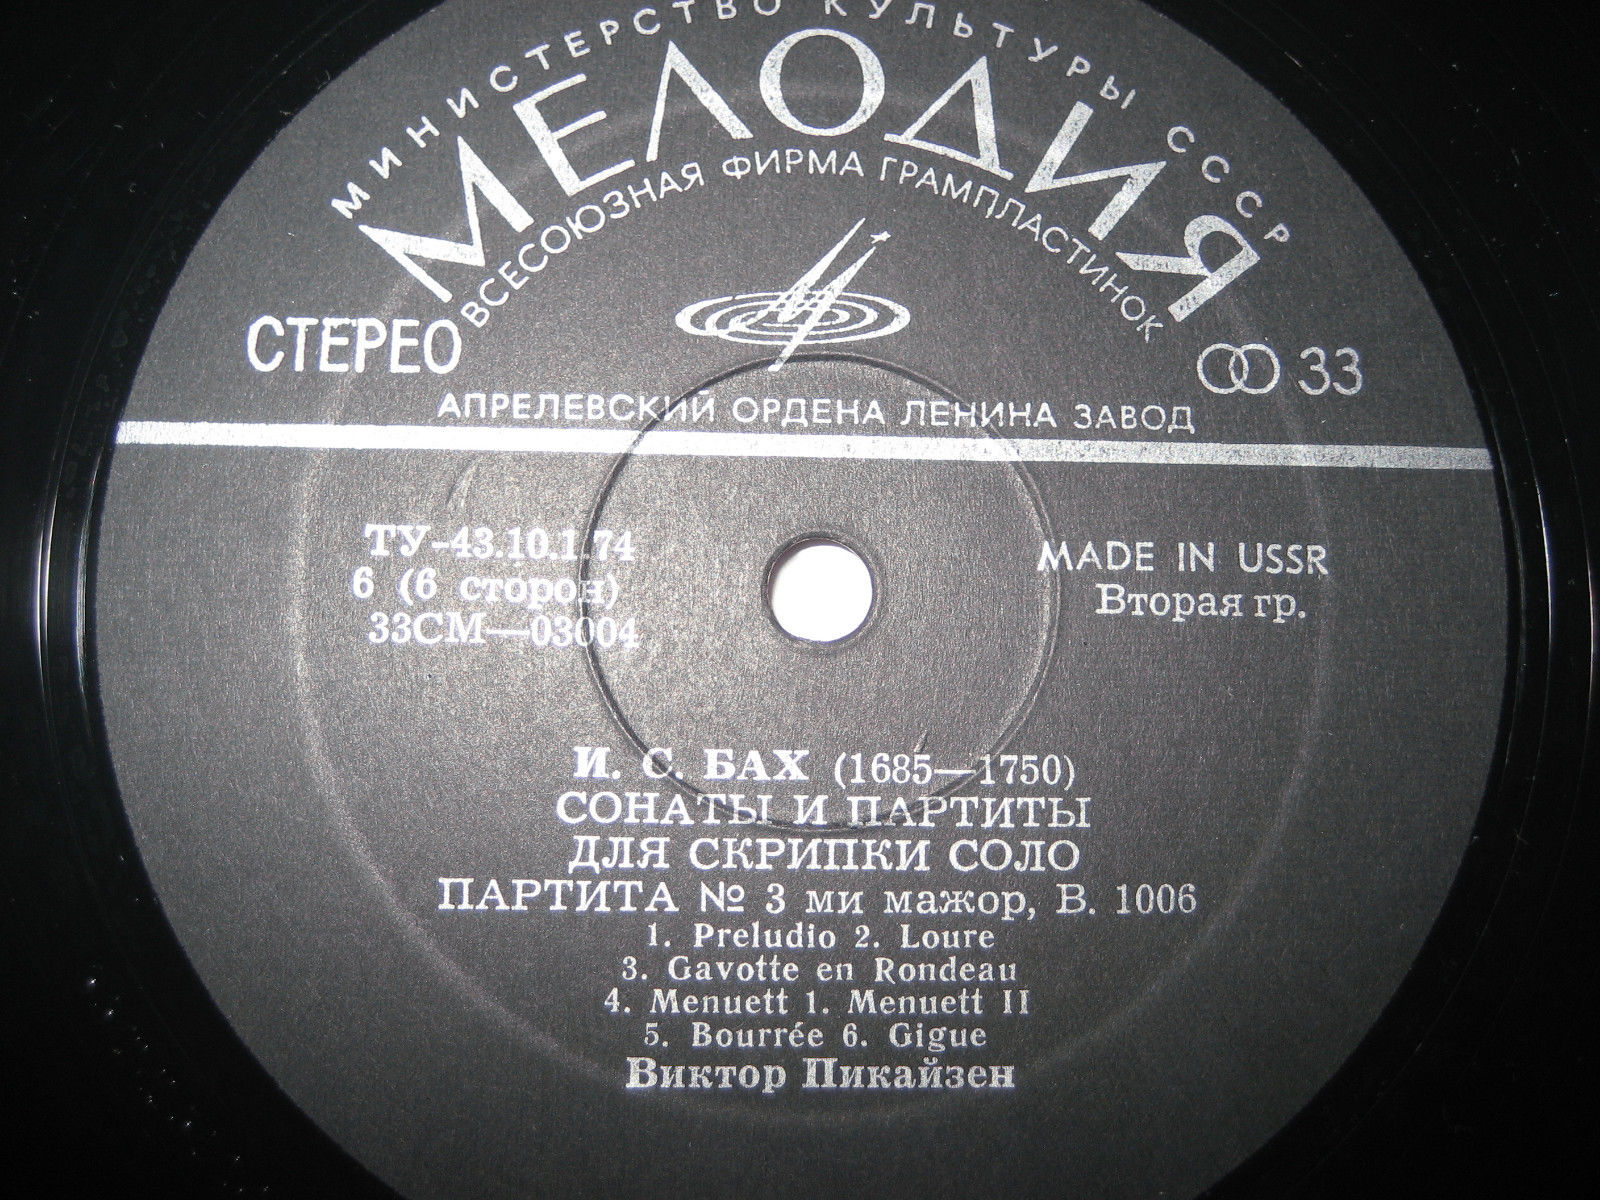 МИНИСТЕРСТВО КУЛЬТУРЫ СССР
МЕЛОДИЯ
ВСЕСОЮЗНАЯ ФИРМА ГРАМПЛАСТИНОК
СТЕРЕО
33
АПРЕЛЕВСКИЙ ОРДЕНА ЛЕНИНА ЗАВОД
ТУ-43.10.1.74
6 (6 сторон)
33СМ—03004
MADE IN USSR
Вторая гр.
И. С. БАХ (1685—1750)
СОНАТЫ И ПАРТИТЫ
ДЛЯ СКРИПКИ СОЛО
ПАРТИТА № 3 ми мажор, В. 1006
1. Preludio 2. Loure
3. Gavotte en Rondeau
4. Menuett 1. Menuett II
5. Bourrée 6. Gigue
Виктор Пикайзен